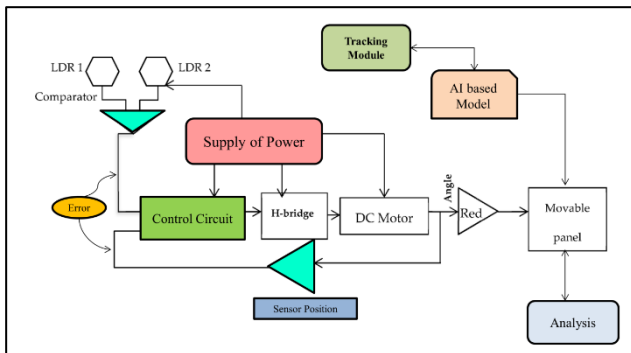 Tracking
Module
LDR 1
LDR 2
Comparator
AI based
Model
Supply of Power
Error
Control Circuit
H-bridge
DC Motor
Angle
Red
Movable
panel
Sensor Position
Analysis